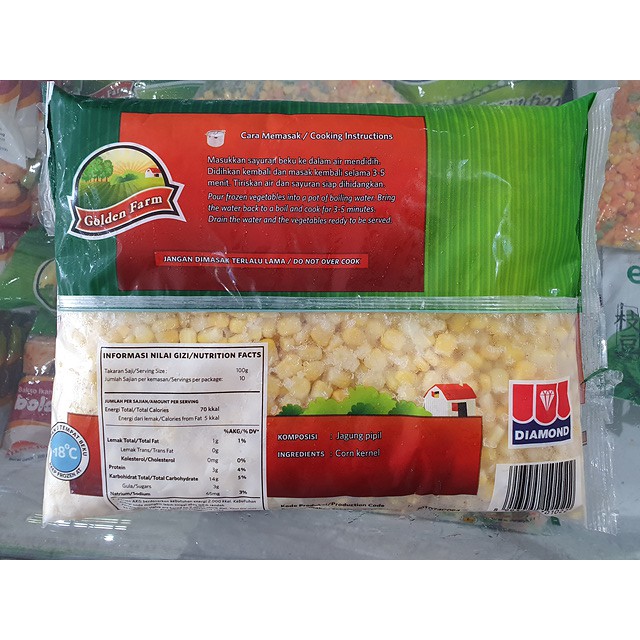 Cara Memasak / Cooking Instructions
Masukkan sayuran beku ke dalam air mendidih.
Didihkan kembali dan masak kembali selama 3-5
menit. Tiriskan air dan sayuran siap dihidangkan.
Pour frozen vegetables into a pot of boiling water. Bring
the water back to a boil and cook for 3-5 minutes.
Drain the water and the vegetables ready to be served.
Golden Farm
JANGAN DIMASAK TERLALU LAMA / DO NOT OVER COOK
INFORMASI NILAI GIZI/NUTRITION FACTS
Takaran Saji/Serving Size : 100g
Jumlah Sajian per kemasan/Servings per package: 10
JUMLAH PER SAJIAN/AMOUNT PER SERVING
Energi Total/Total Calories 70 kkal
Energi dari lemak/Calories from Fat 5 kkal
%AKG/% DV*
Lemak Total/Total Fat 1g 1%
Lemak Trans/Trans Fat 0g
Kolesterol/Cholesterol 0mg 0%
Protein 3g 4%
Karbohidrat Total/Total Carbohydrate 14g 5%
Gula/Sugars 3g
Natrium/Sodium 45mg 3%
KOMPOSISI : Jagung pipil
INGREDIENTS : Corn kernel
DIAMOND
-18°C
Kode Produksi/Production Code